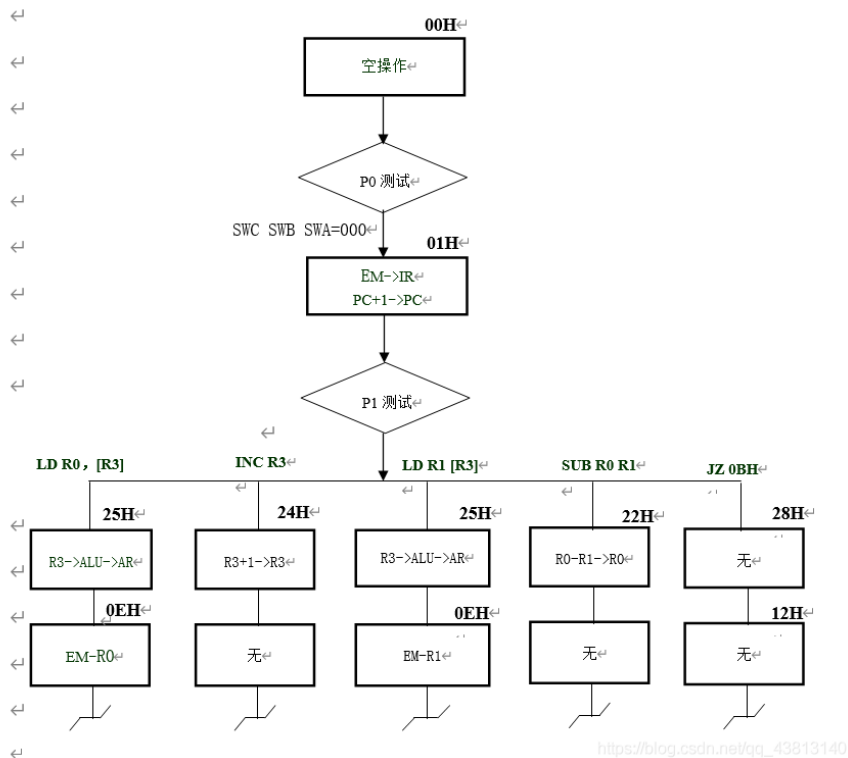 00H
空操作
P0 测试
SWC SWB SWA=000
01H
EM->IR
PC+1->PC
P1 测试
LD R0，[R3]
INC R3
LD R1 [R3]
SUB R0 R1
JZ 0BH
25H
24H
25H
22H
28H
R3->ALU->AR
R3+1->R3
R3->ALU->AR
R0-R1->R0
无
0EH
0EH
12H
EM-R0
无
EM-R1
无
无
https://blog.csdn.net/qq_43813140